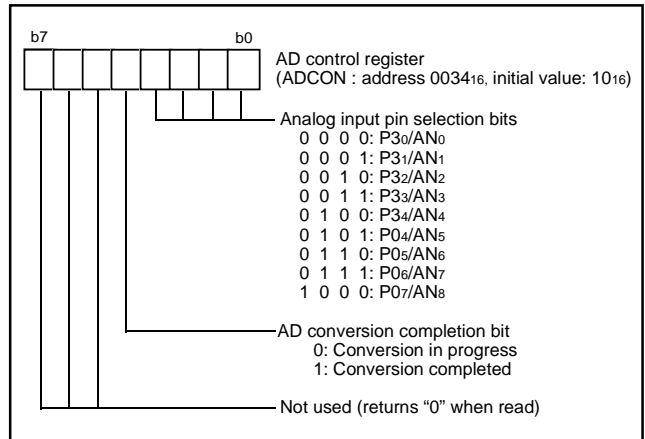 b7 b0
AD control register
(ADCON : address 003416, initial value: 1016)
Analog input pin selection bits
0 0 0 0: P30/AN0
0 0 0 1: P31/AN1
0 0 1 0: P32/AN2
0 0 1 1: P33/AN3
0 1 0 0: P34/AN4
0 1 0 1: P04/AN5
0 1 1 0: P05/AN6
0 1 1 1: P06/AN7
1 0 0 0: P07/AN8
AD conversion completion bit
0: Conversion in progress
1: Conversion completed
Not used (returns “0” when read)